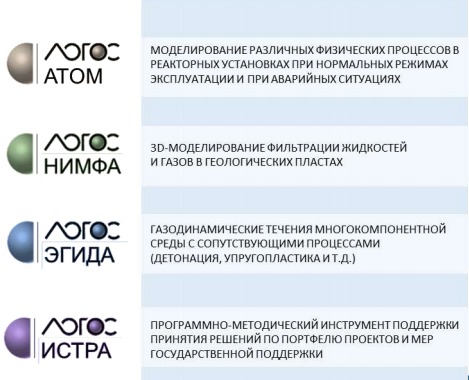 ЛОГОС
АТОМ
МОДЕЛИРОВАНИЕ РАЗЛИЧНЫХ ФИЗИЧЕСКИХ ПРОЦЕССОВ В
РЕАКТОРНЫХ УСТАНОВКАХ ПРИ НОРМАЛЬНЫХ РЕЖИМАХ
ЭКСПЛУАТАЦИИ И ПРИ АВАРИЙНЫХ СИТУАЦИЯХ
ЛОГОС
НИМФА
3D-МОДЕЛИРОВАНИЕ ФИЛЬТРАЦИИ ЖИДКОСТЕЙ
И ГАЗОВ В ГЕОЛОГИЧЕСКИХ ПЛАСТАХ
ЛОГОС
ЭГИДА
ГАЗОДИНАМИЧЕСКИЕ ТЕЧЕНИЯ МНОГОКОМПОНЕНТНОЙ
СРЕДЫ С СОПУТСТВУЮЩИМИ ПРОЦЕССАМИ
(ДЕТОНАЦИЯ, УПРУГОПЛАСТИКА И Т.Д.)
ЛОГОС
ИСТРА
ПРОГРАММНО-МЕТОДИЧЕСКИЙ ИНСТРУМЕНТ ПОДДЕРЖКИ
ПРИНЯТИЯ РЕШЕНИЙ ПО ПОРТФЕЛЮ ПРОЕКТОВ И МЕР
ГОСУДАРСТВЕННОЙ ПОДДЕРЖКИ